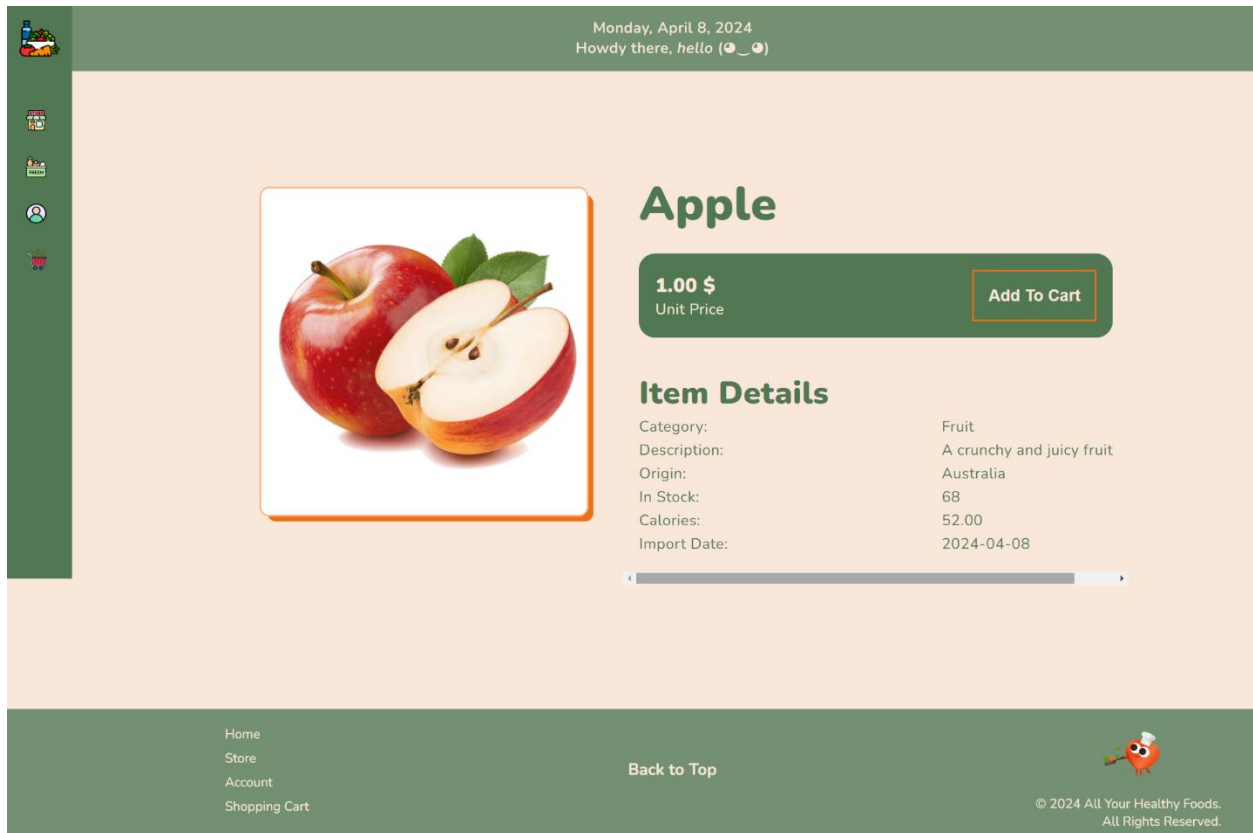 Monday, April 8, 2024
Howdy there, hello (◕‿◕)
FRESH
Apple
1.00 $
Unit Price
Add To Cart
Item Details
Category: Fruit
Description: A crunchy and juicy fruit
Origin: Australia
In Stock: 68
Calories: 52.00
Import Date: 2024-04-08
Home
Store
Account
Shopping Cart
Back to Top
© 2024 All Your Healthy Foods.
All Rights Reserved.